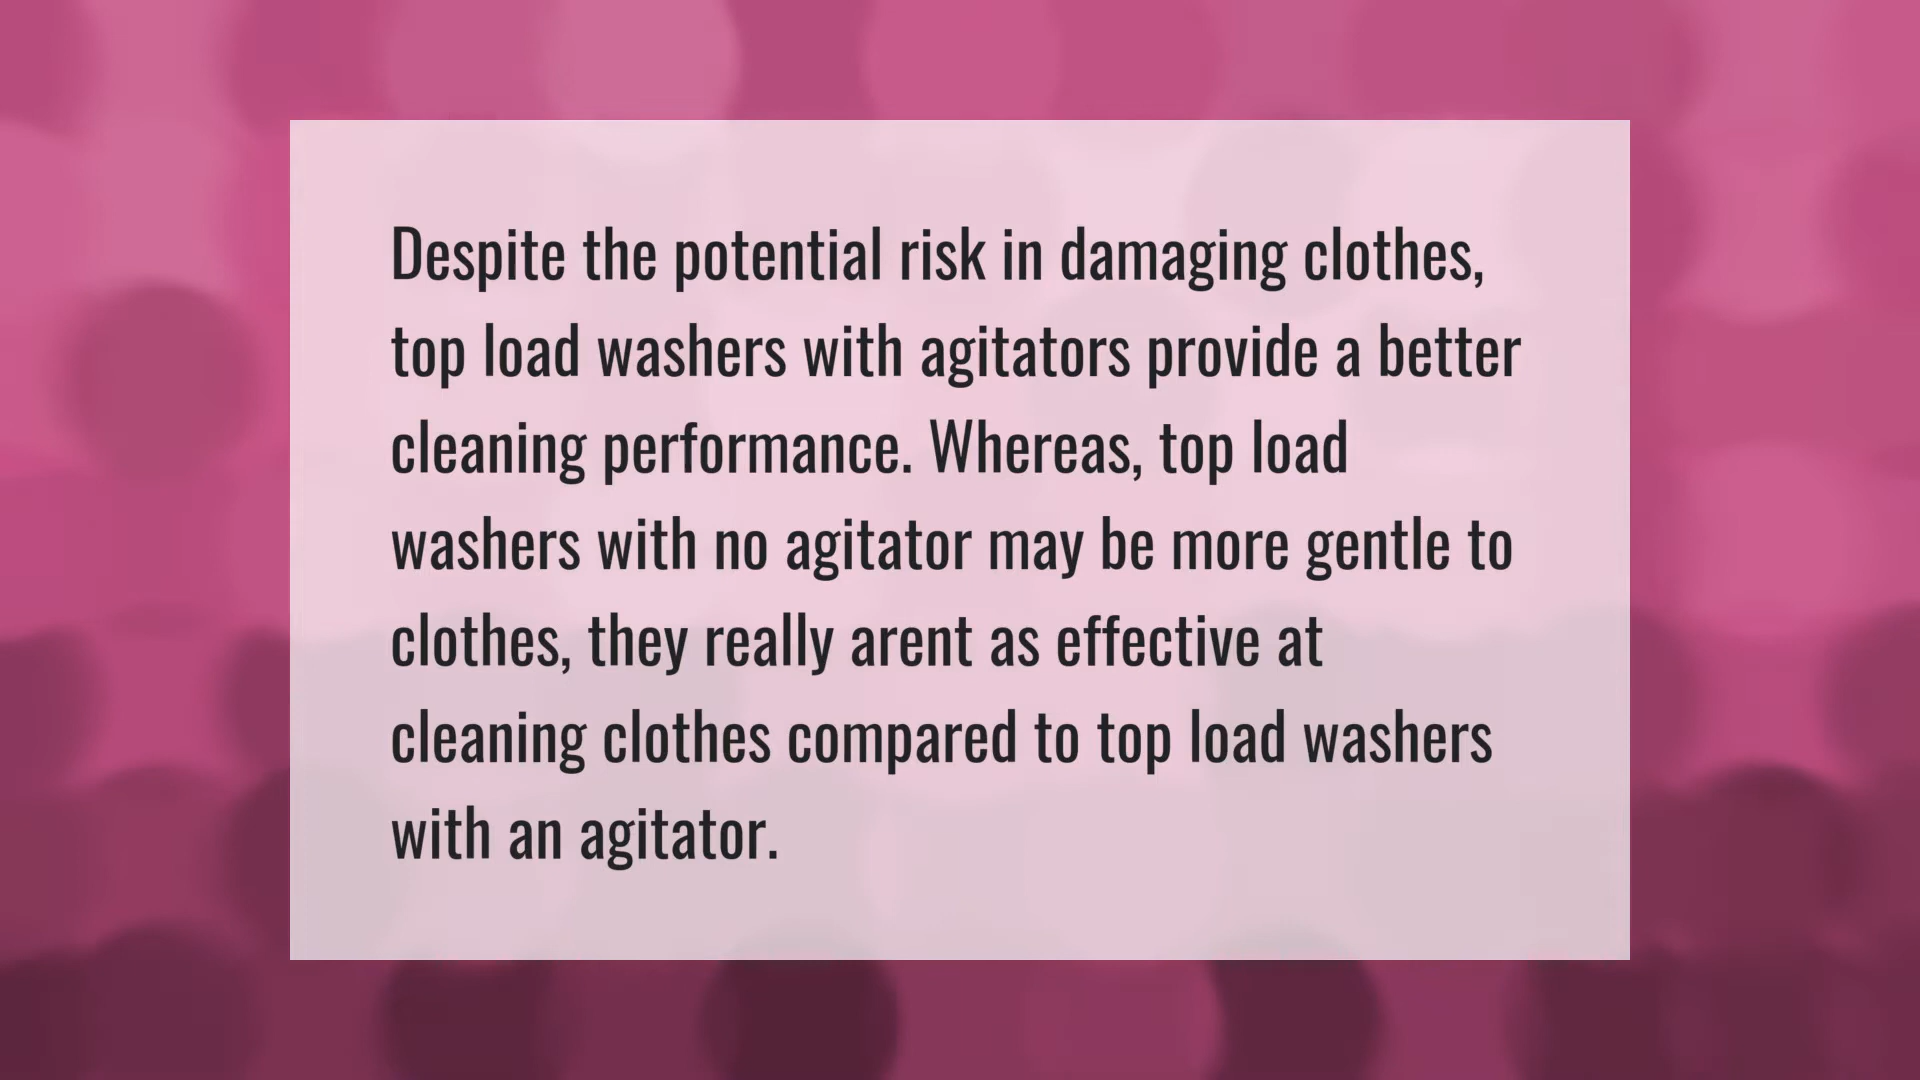 Despite the potential risk in damaging clothes,
top load washers with agitators provide a better
cleaning performance. Whereas, top load
washers with no agitator may be more gentle to
clothes, they really arent as effective at
cleaning clothes compared to top load washers
with an agitator.